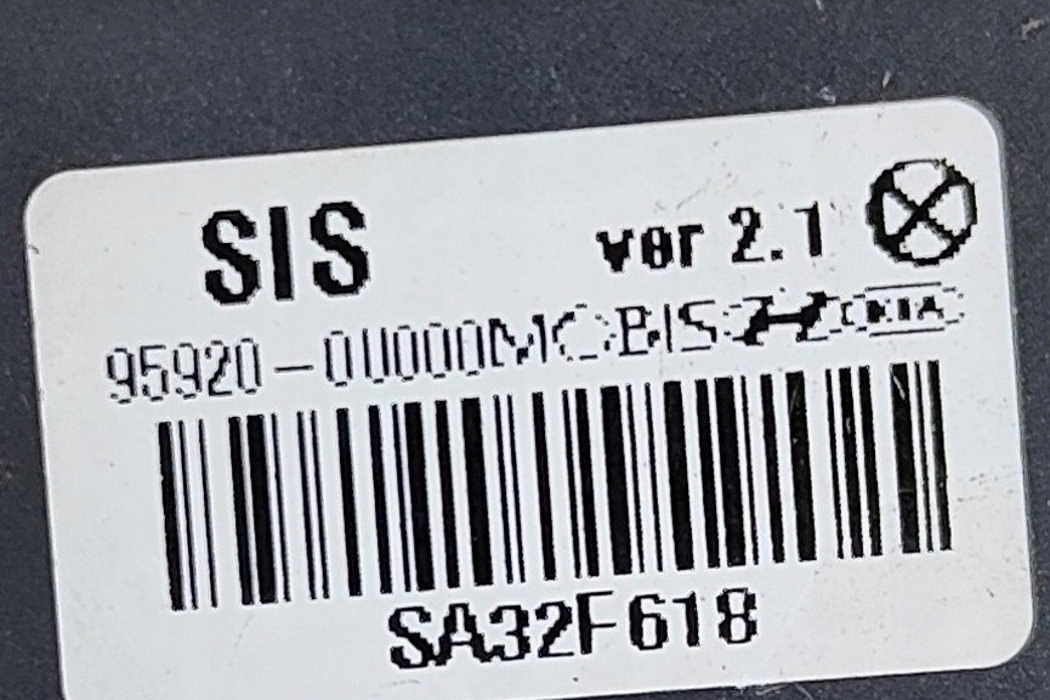 SIS ver 2.1
95920-0U000MOBIS KIA
SA32F618